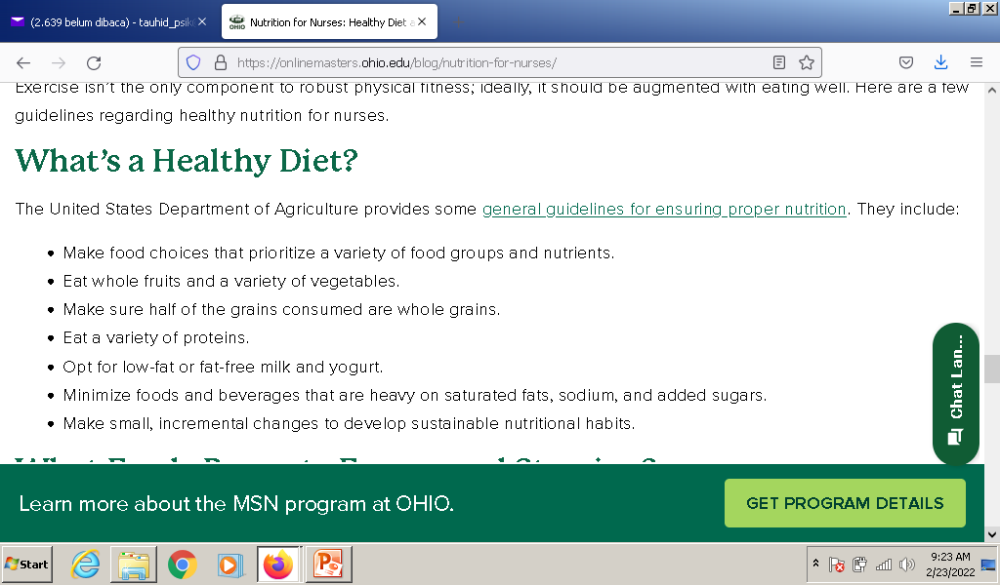 (2.639 belum dibaca) - tauhid_psik
Nutrition for Nurses: Healthy Diet a
https://onlinemasters.ohio.edu/blog/nutrition-for-nurses/
Exercise isn't the only component to robust physical fitness; ideally, it should be augmented with eating well. Here are a few
guidelines regarding healthy nutrition for nurses.
What's a Healthy Diet?
The United States Department of Agriculture provides some general guidelines for ensuring proper nutrition. They include:
Make food choices that prioritize a variety of food groups and nutrients.
Eat whole fruits and a variety of vegetables.
Make sure half of the grains consumed are whole grains.
Eat a variety of proteins.
Opt for low-fat or fat-free milk and yogurt.
Minimize foods and beverages that are heavy on saturated fats, sodium, and added sugars.
Make small, incremental changes to develop sustainable nutritional habits.
Chat Lan...
Learn more about the MSN program at OHIO.
GET PROGRAM DETAILS
Start
9:23 AM
2/23/2022